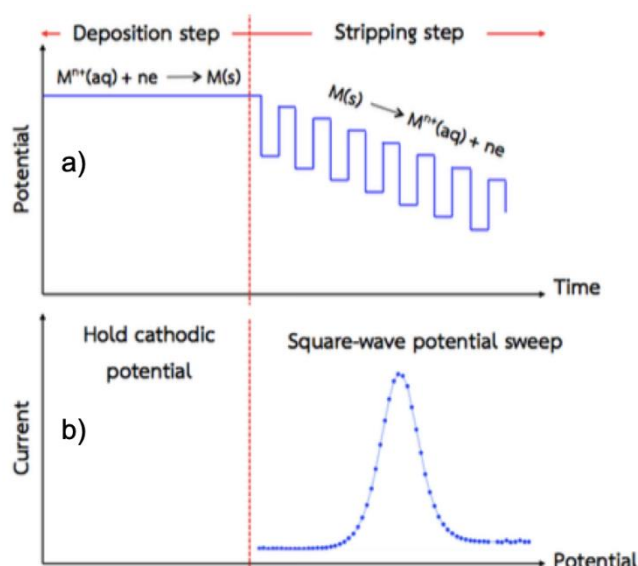 Deposition step
Stripping step
Mⁿ⁺(aq) + ne ⟶ M(s)
M(s) ⟶ Mⁿ⁺(aq) + ne
a)
Potential
Time
Hold cathodic
potential
Square-wave potential sweep
b)
Current
Potential